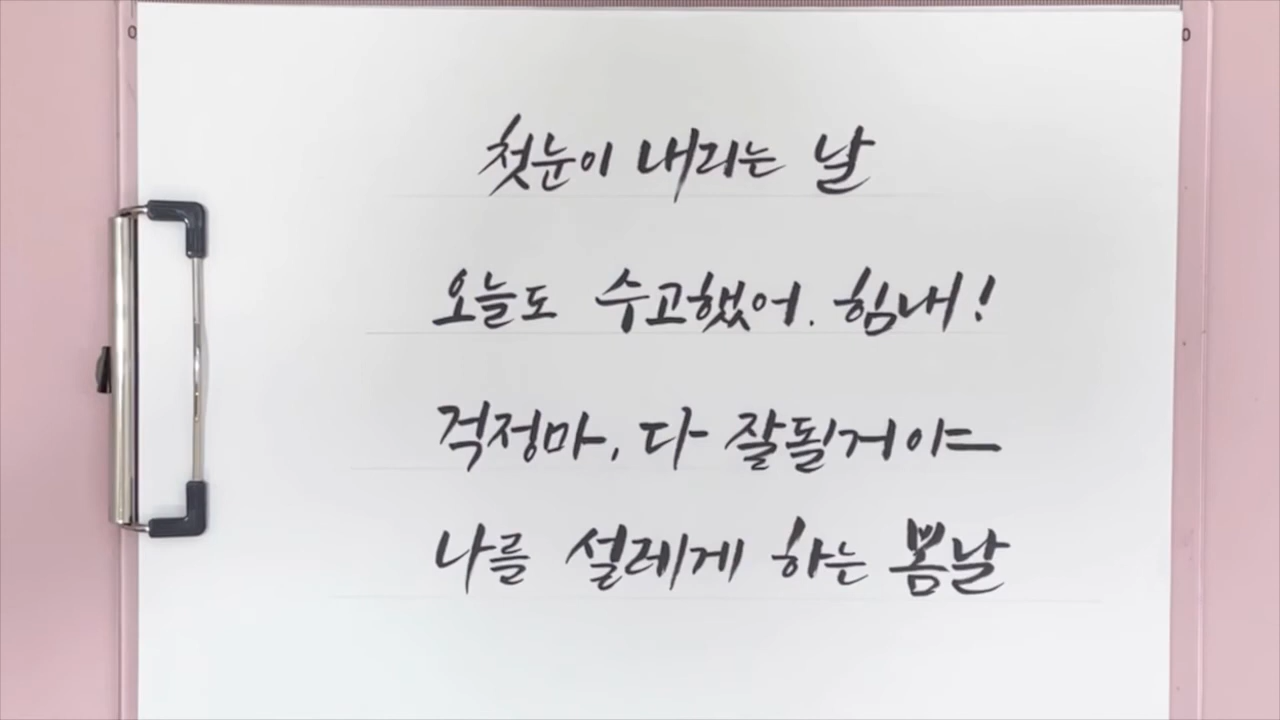 첫눈이 내리는 날
오늘도 수고했어. 힘내!
걱정마, 다 잘될거야
나를 설레게 하는 봄날